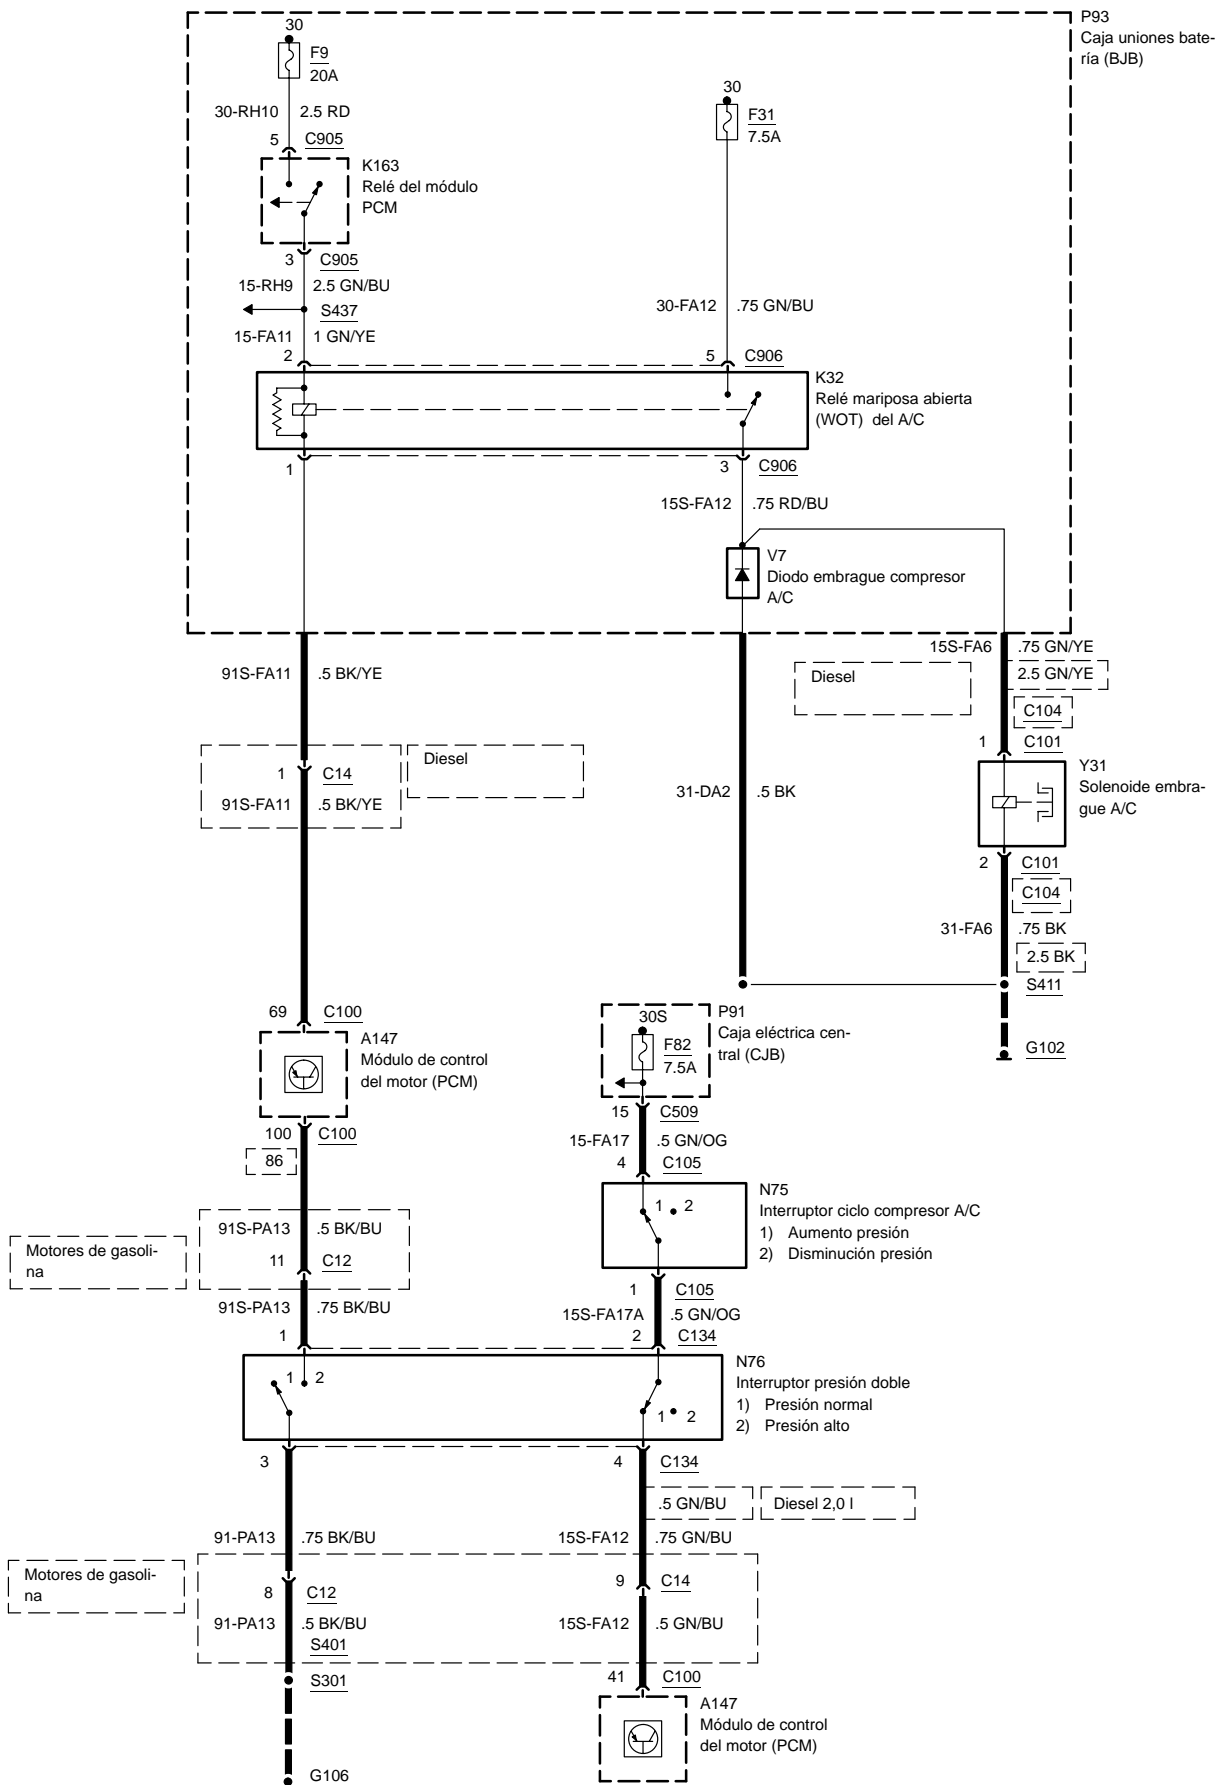 P93
Caja uniones bate-
ría (BJB)
30
F9
20A
30-RH10 2.5 RD
5 C905
K163
Relé del módulo
PCM
3 C905
15-RH9 2.5 GN/BU
S437
15-FA11 1 GN/YE
2
30
F31
7.5A
30-FA12 .75 GN/BU
5 C906
K32
Relé mariposa abierta
(WOT) del A/C
1
3 C906
15S-FA12 .75 RD/BU
V7
Diodo embrague compresor
A/C
91S-FA11 .5 BK/YE
1 C14
91S-FA11 .5 BK/YE
Diesel
Diesel
15S-FA6 .75 GN/YE
2.5 GN/YE
C104
1 C101
Y31
Solenoide embra-
gue A/C
31-DA2 .5 BK
2 C101
C104
31-FA6 .75 BK
2.5 BK
S411
G102
69 C100
A147
Módulo de control
del motor (PCM)
100 C100
86
P91
Caja eléctrica cen-
tral (CJB)
30S
F82
7.5A
15 C509
15-FA17 .5 GN/OG
4 C105
N75
Interruptor ciclo compresor A/C
1) Aumento presión
2) Disminución presión
1 2
1 C105
15S-FA17A .5 GN/OG
2 C134
Motores de gasoli-
na
91S-PA13 .5 BK/BU
11 C12
91S-PA13 .75 BK/BU
1
N76
Interruptor presión doble
1) Presión normal
2) Presión alto
1 2
1 2
3
4 C134
.5 GN/BU
Diesel 2,0 l
91-PA13 .75 BK/BU
15S-FA12 .75 GN/BU
Motores de gasoli-
na
8 C12
9 C14
91-PA13 .5 BK/BU
15S-FA12 .5 GN/BU
S401
S301
41 C100
A147
Módulo de control
del motor (PCM)
G106